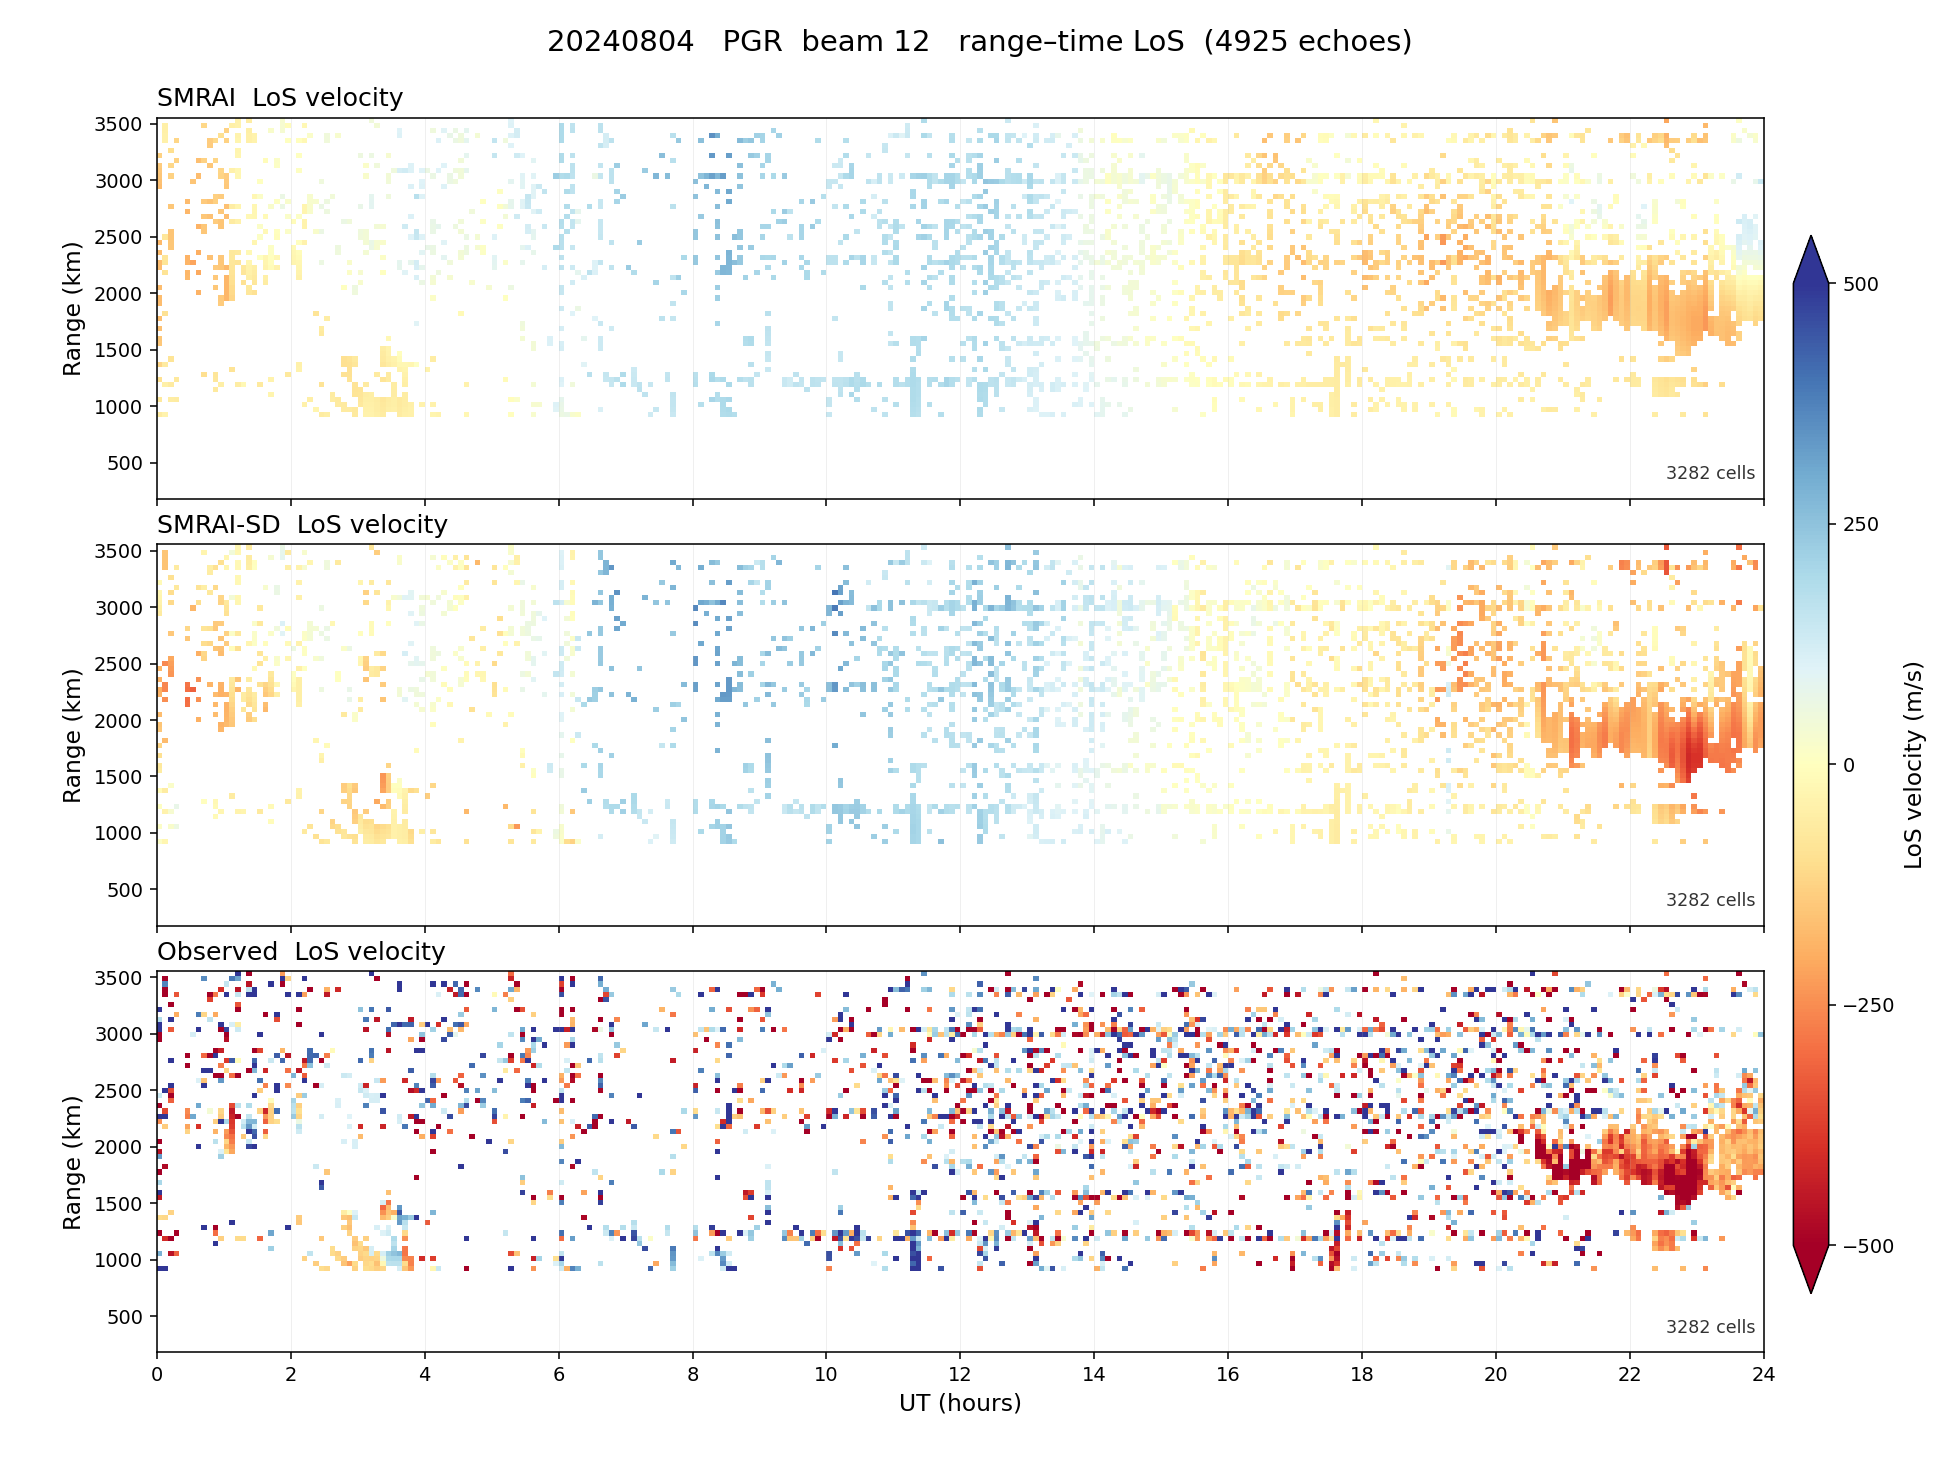 20240804   PGR  beam 12   range–time LoS  (4925 echoes)
SMRAI  LoS velocity
3500
3000
2500
2000
1500
1000
500
Range (km)
3282 cells
SMRAI-SD  LoS velocity
3500
3000
2500
2000
1500
1000
500
Range (km)
3282 cells
Observed  LoS velocity
3500
3000
2500
2000
1500
1000
500
Range (km)
3282 cells
0 2 4 6 8 10 12 14 16 18 20 22 24
UT (hours)
500
250
0
−250
−500
LoS velocity (m/s)